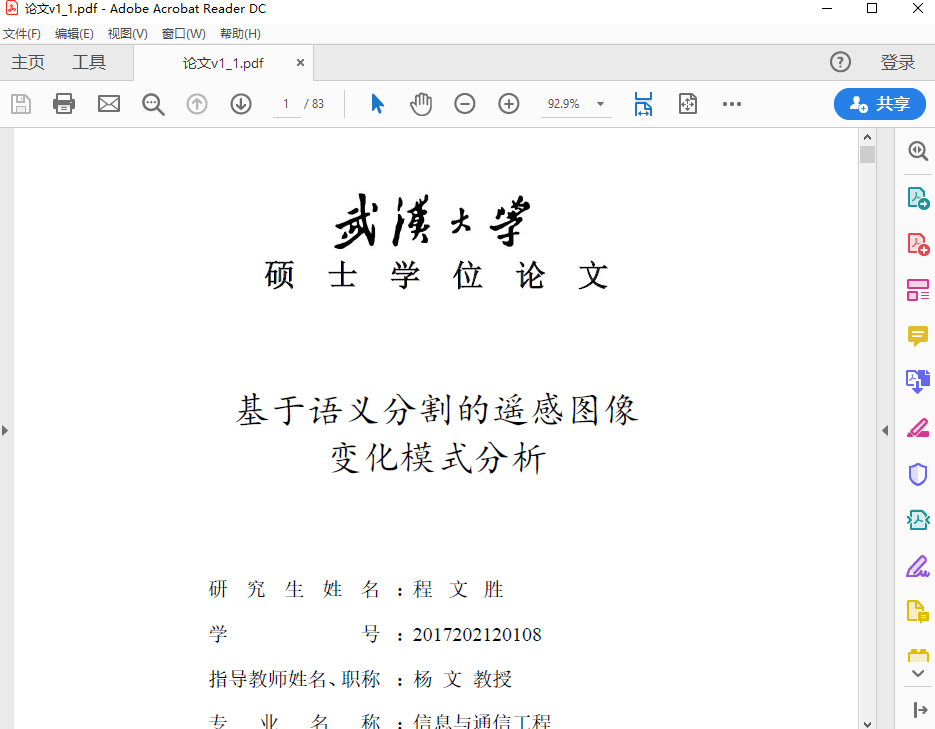 论文v1_1.pdf - Adobe Acrobat Reader DC
文件(F) 编辑(E) 视图(V) 窗口(W) 帮助(H)
主页 工具 论文v1_1.pdf × ? 登录
1 / 83 92.9% 共享
武漢大學
硕士学位论文
基于语义分割的遥感图像
变化模式分析
研究生姓名：程文胜
学号：2017202120108
指导教师姓名、职称：杨文 教授
专业名称：信息与通信工程